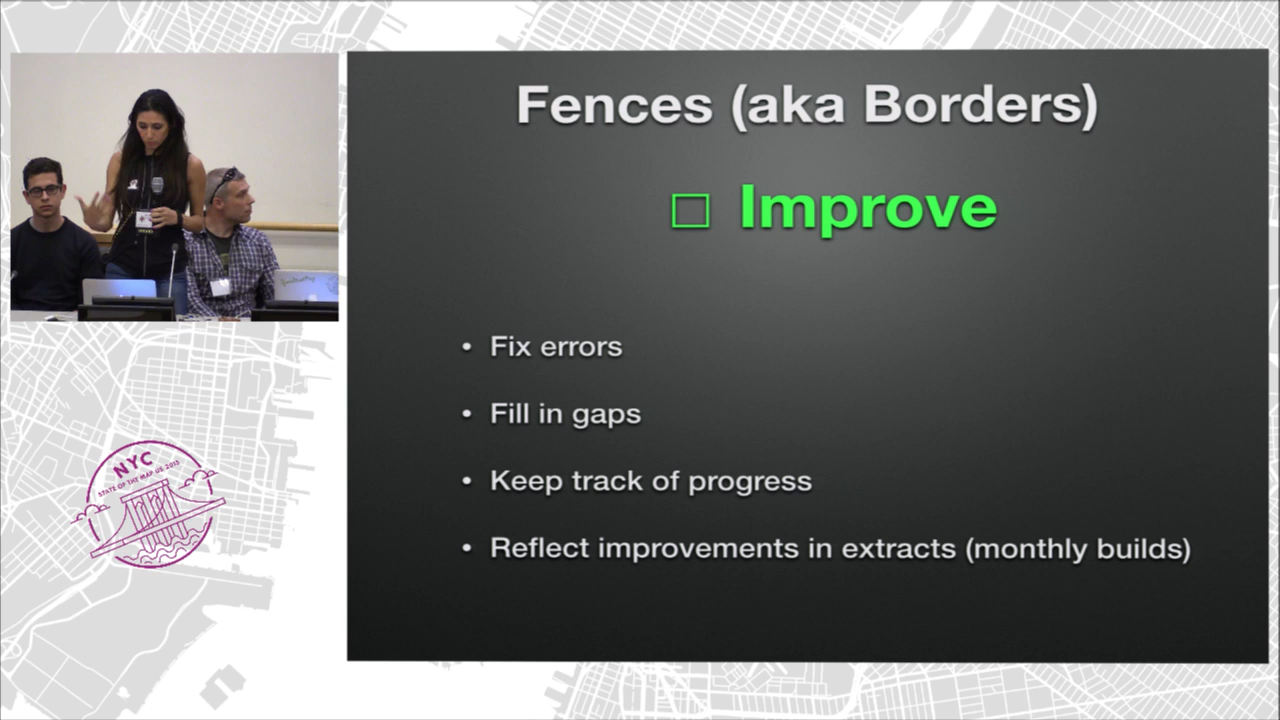 Fences (aka Borders)
□ Improve
• Fix errors
• Fill in gaps
• Keep track of progress
• Reflect improvements in extracts (monthly builds)
NYC
STATE OF THE MAP US 2015